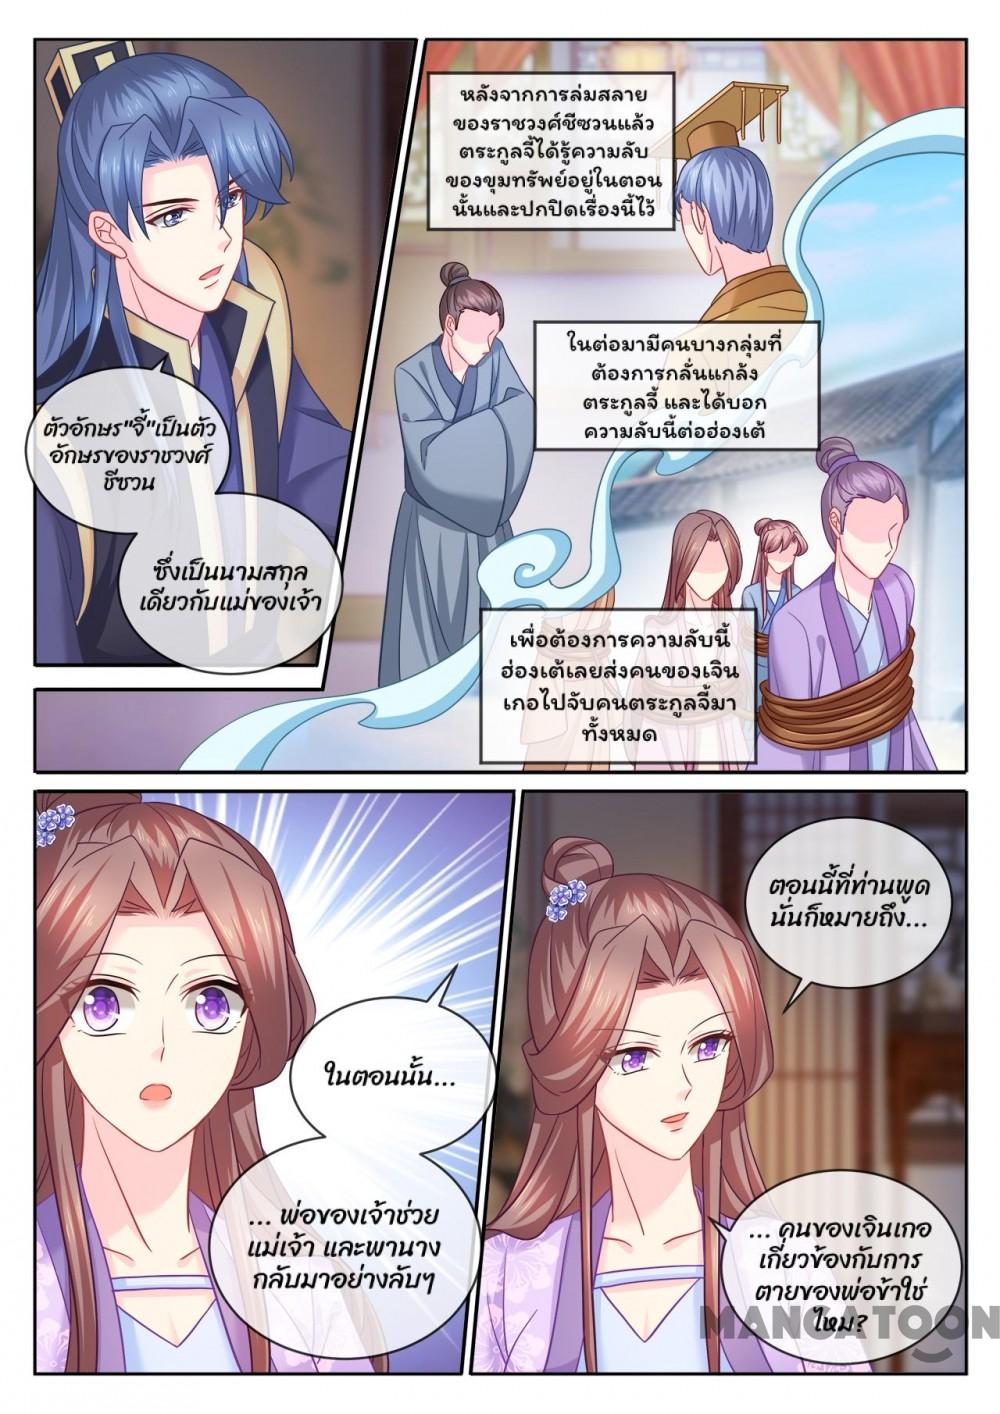 ตัวอักษร"จี้"เป็นตัว
อักษรของราชวงศ์
ชีซวน
ซึ่งเป็นนามสกุล
เดียวกับแม่ของเจ้า
หลังจากการล่มสลาย
ของราชวงศ์ชีซวนแล้ว
ตระกูลจี้ได้รู้ความลับ
ของขุมทรัพย์อยู่ในตอน
นั้นและปกปิดเรื่องนี้ไว้
ในต่อมามีคนบางกลุ่มที่
ต้องการกลั่นแกล้ง
ตระกูลจี้ และได้บอก
ความลับนี้ต่อฮ่องเต้
เพื่อต้องการความลับนี้
ฮ่องเต้เลยส่งคนของเจิน
เกอไปจับคนตระกูลจี้มา
ทั้งหมด
ในตอนนั้น...
... พ่อของเจ้าช่วย
แม่เจ้า และพานาง
กลับมาอย่างลับๆ
ตอนนี้ที่ท่านพูด
นั่นก็หมายถึง...
... คนของเจินเกอ
เกี่ยวข้องกับการ
ตายของพ่อข้าใช่
ไหม?
MANGATOON